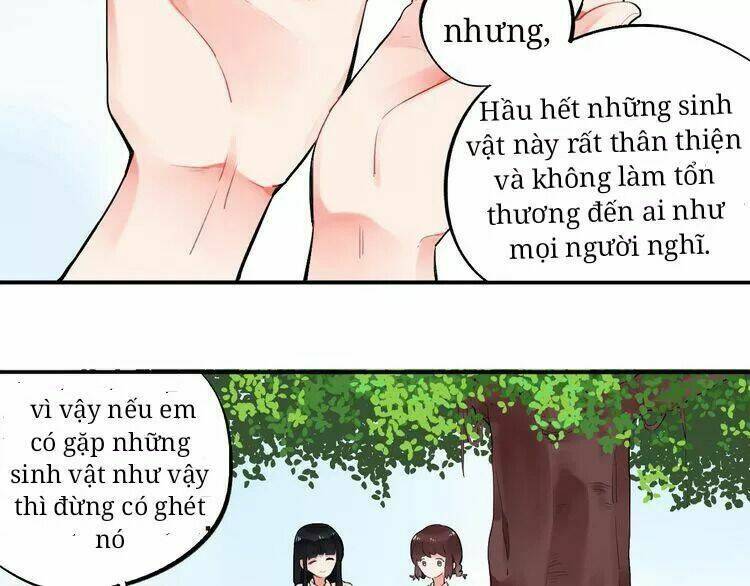 nhưng,
Hầu hết những sinh
vật này rất thân thiện
và không làm tổn
thương đến ai như
mọi người nghĩ.
vì vậy nếu em
có gặp những
sinh vật như vậy
thì đừng có ghét
nó